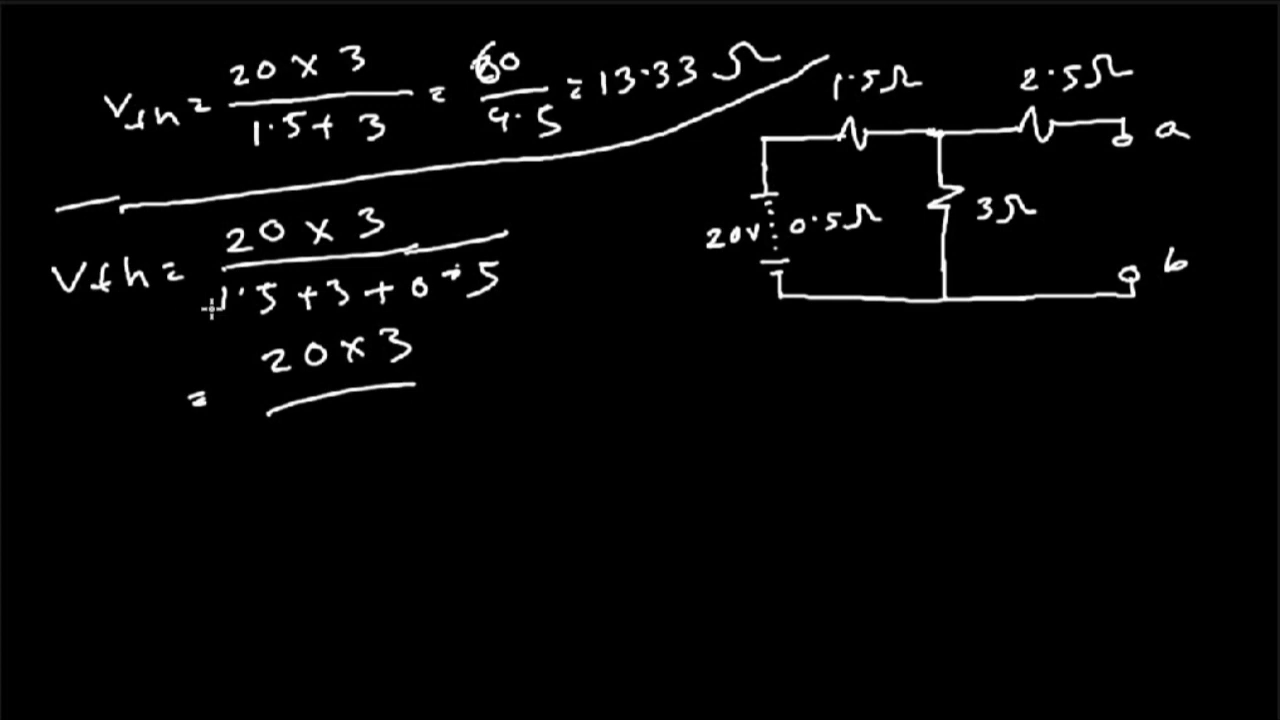 Vth = 20 x 3 / 1.5 + 3 = 60 / 4.5 = 13.33 Ω
Vth = 20 x 3 / 1.5 + 3 + 0.5
= 20 x 3
1.5Ω
2.5Ω
a
20V
0.5Ω
3Ω
b